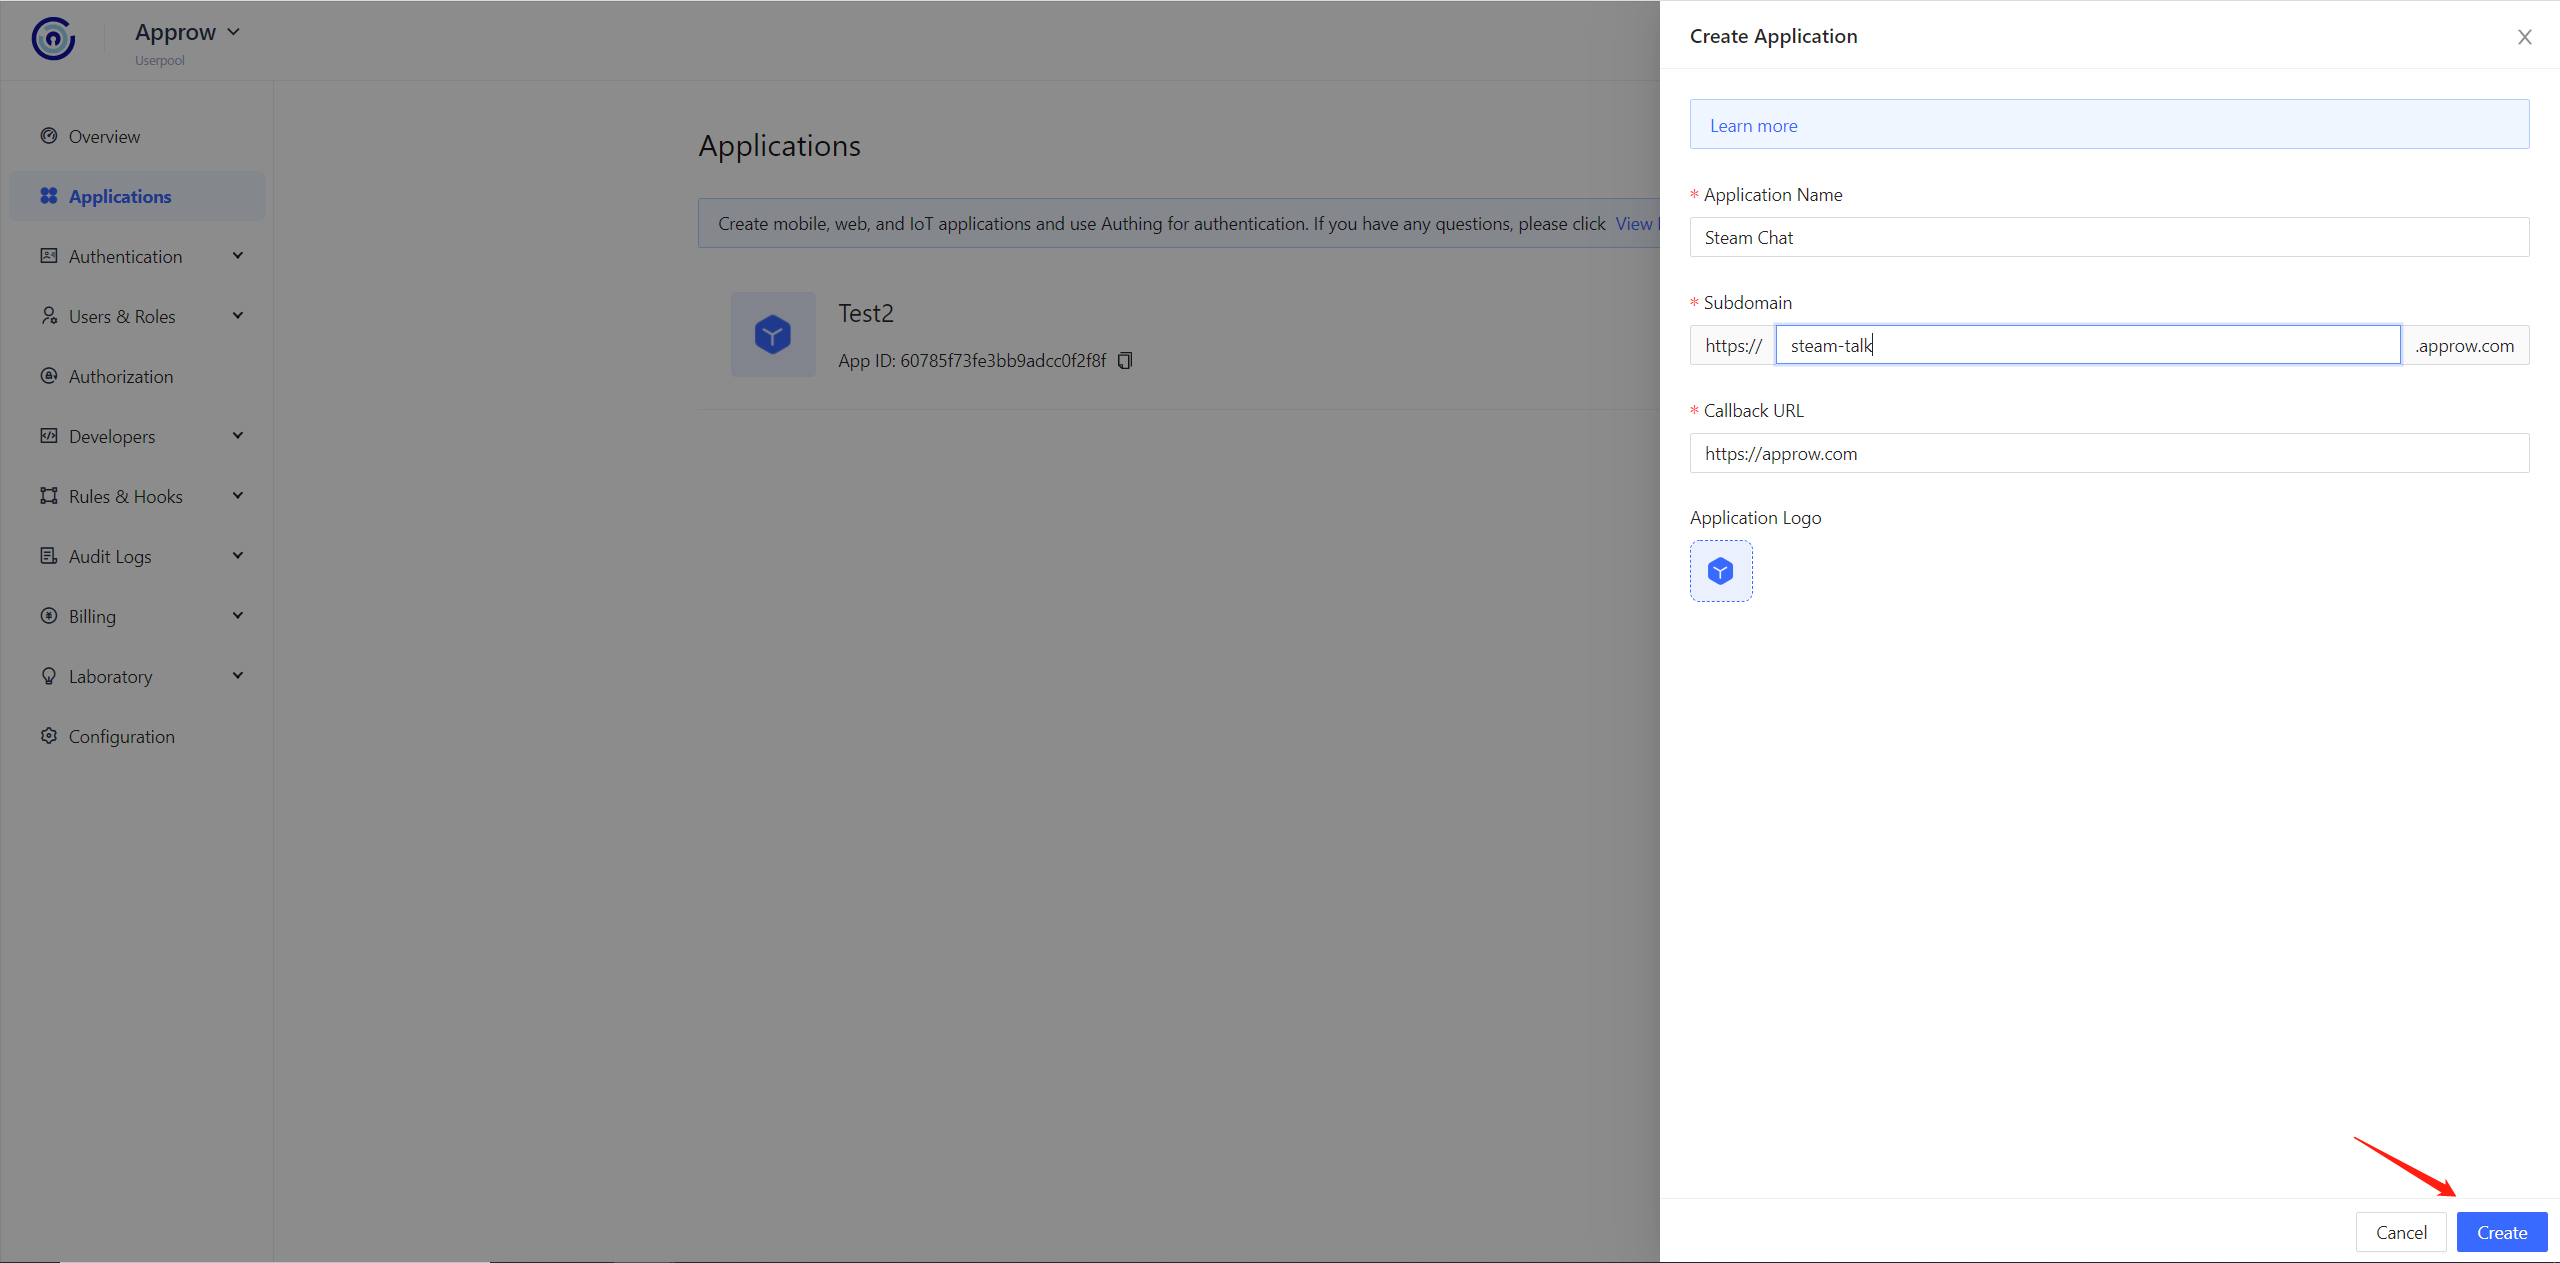 Approw
Userpool
Overview
Applications
Authentication
Users & Roles
Authorization
Developers
Rules & Hooks
Audit Logs
Billing
Laboratory
Configuration
Applications
Create mobile, web, and IoT applications and use Authing for authentication. If you have any questions, please click View
Test2
App ID: 60785f73fe3bb9adcc0f2f8f
Create Application
Learn more
* Application Name
Steam Chat
* Subdomain
https:// steam-talk .approw.com
* Callback URL
https://approw.com
Application Logo
Cancel Create